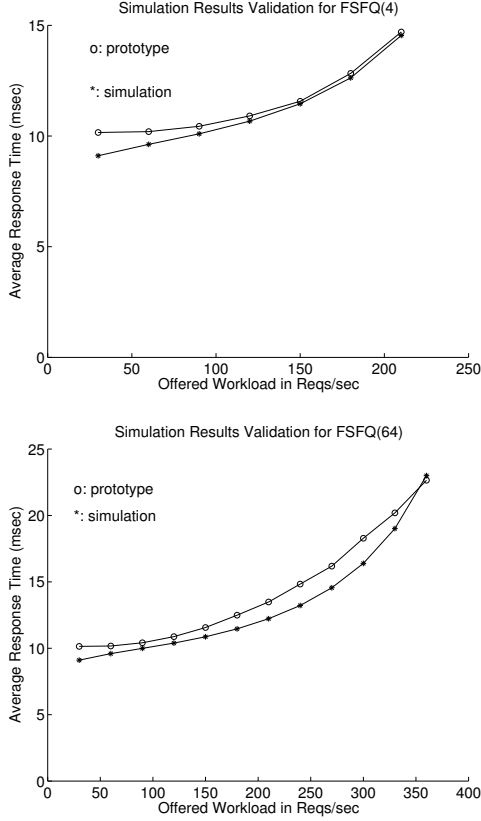 Simulation Results Validation for FSFQ(4)
15
o: prototype
*: simulation
10
5
0
Average Response Time (msec)
0 50 100 150 200 250
Offered Workload in Reqs/sec
Simulation Results Validation for FSFQ(64)
25
o: prototype
*: simulation
20
15
10
5
0
Average Response Time (msec)
0 50 100 150 200 250 300 350 400
Offered Workload in Reqs/sec